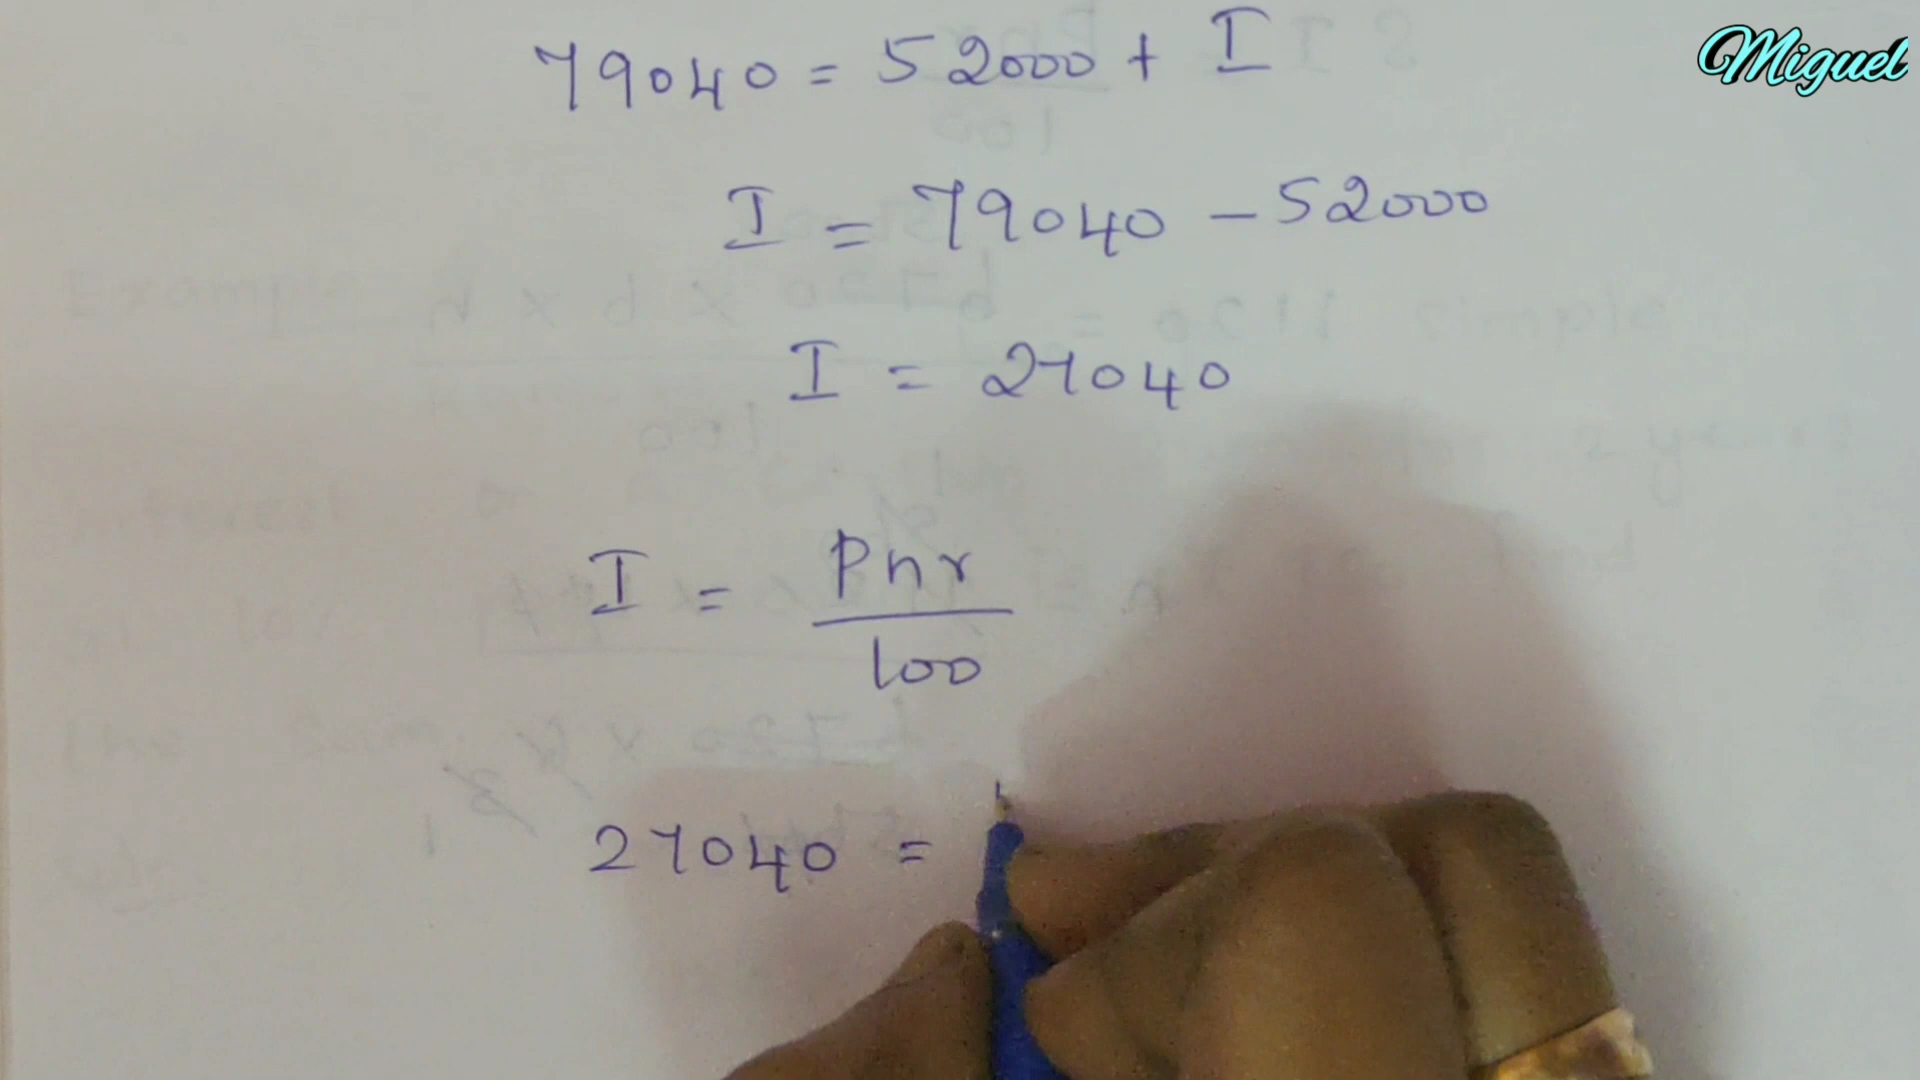 Miguel
79040 = 52000 + I
I = 79040 - 52000
I = 27040
I = Pnr
100
27040 =